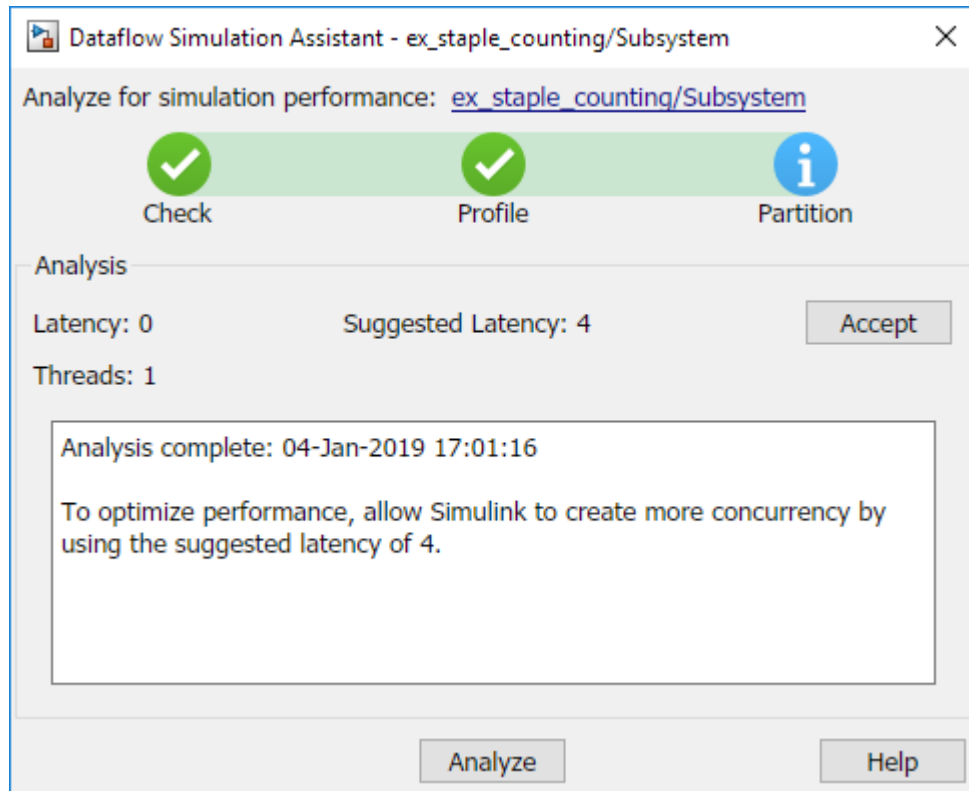 Dataflow Simulation Assistant - ex_staple_counting/Subsystem
Analyze for simulation performance: ex_staple_counting/Subsystem
Check Profile Partition
Analysis
Latency: 0 Suggested Latency: 4 Accept
Threads: 1
Analysis complete: 04-Jan-2019 17:01:16
To optimize performance, allow Simulink to create more concurrency by
using the suggested latency of 4.
Analyze Help